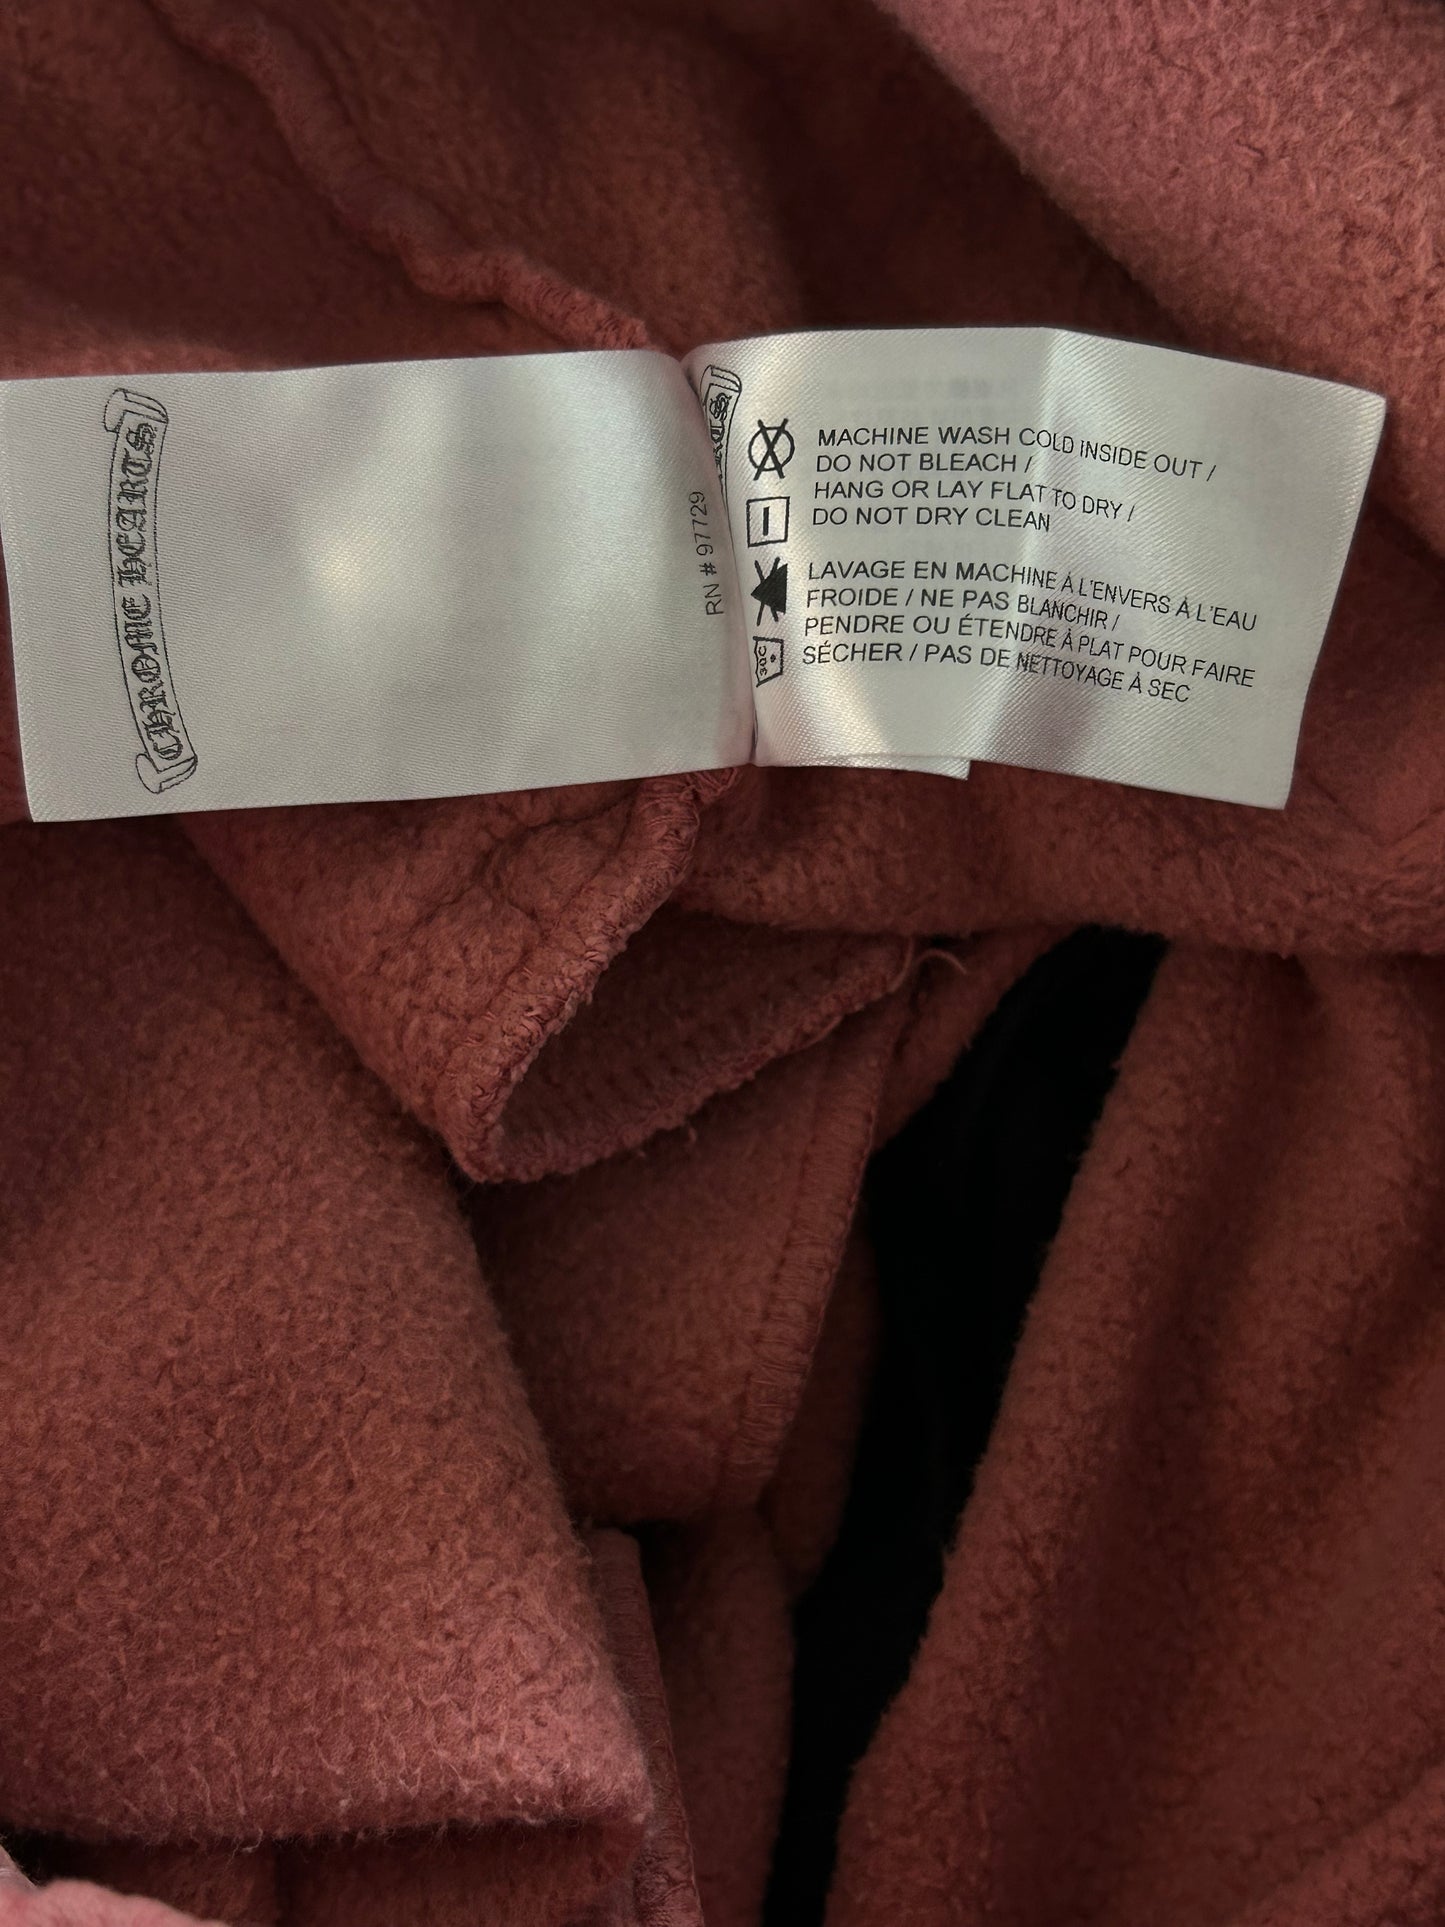 CHROME HEARTS
RN # 97729
MACHINE WASH COLD INSIDE OUT /
DO NOT BLEACH /
HANG OR LAY FLAT TO DRY /
DO NOT DRY CLEAN
LAVAGE EN MACHINE À L'ENVERS À L'EAU
FROIDE / NE PAS BLANCHIR /
PENDRE OU ÉTENDRE À PLAT POUR FAIRE
SÉCHER / PAS DE NETTOYAGE À SEC
30C